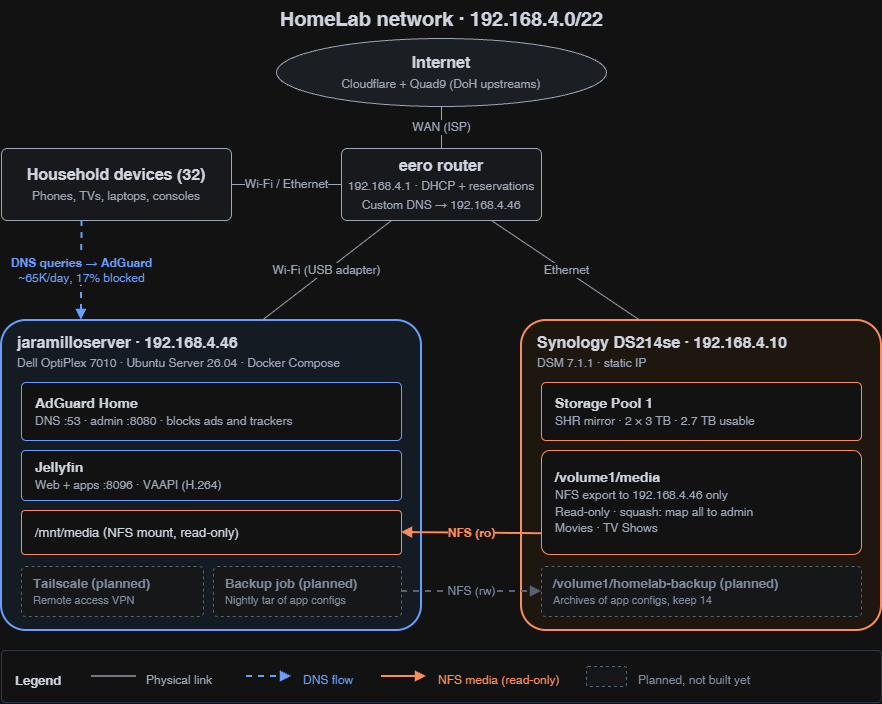 HomeLab network · 192.168.4.0/22
Internet
Cloudflare + Quad9 (DoH upstreams)
WAN (ISP)
Household devices (32)
Phones, TVs, laptops, consoles
Wi-Fi / Ethernet
eero router
192.168.4.1 · DHCP + reservations
Custom DNS → 192.168.4.46
DNS queries → AdGuard
~65K/day, 17% blocked
Wi-Fi (USB adapter)
Ethernet
jaramilloserver · 192.168.4.46
Dell OptiPlex 7010 · Ubuntu Server 26.04 · Docker Compose
AdGuard Home
DNS :53 · admin :8080 · blocks ads and trackers
Jellyfin
Web + apps :8096 · VAAPI (H.264)
/mnt/media (NFS mount, read-only)
Tailscale (planned)
Remote access VPN
Backup job (planned)
Nightly tar of app configs
NFS (ro)
NFS (rw)
Synology DS214se · 192.168.4.10
DSM 7.1.1 · static IP
Storage Pool 1
SHR mirror · 2 × 3 TB · 2.7 TB usable
/volume1/media
NFS export to 192.168.4.46 only
Read-only · squash: map all to admin
Movies · TV Shows
/volume1/homelab-backup (planned)
Archives of app configs, keep 14
Legend
Physical link
DNS flow
NFS media (read-only)
Planned, not built yet